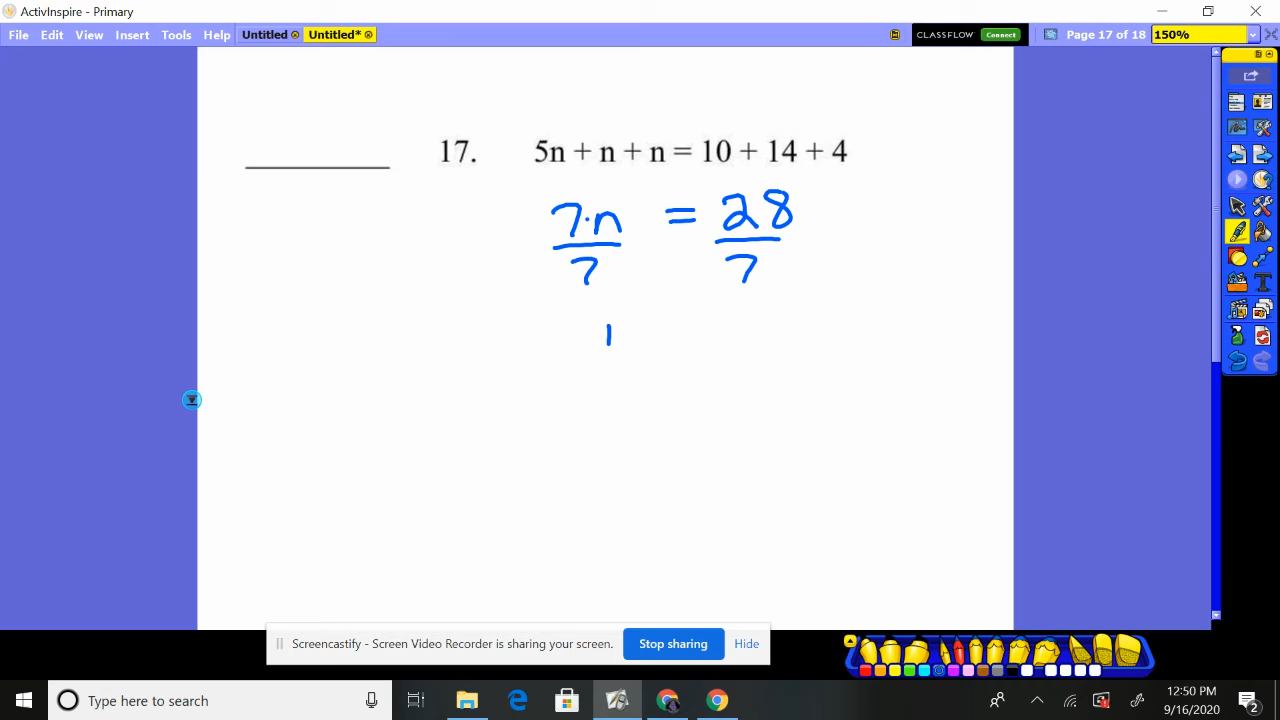 ActivInspire - Primary
File Edit View Insert Tools Help Untitled Untitled* CLASSFLOW Connect Page 17 of 18 150%
17. 5n + n + n = 10 + 14 + 4
7·n = 28
7 7
Screencastify - Screen Video Recorder is sharing your screen. Stop sharing Hide
Type here to search
12:50 PM
9/16/2020
2